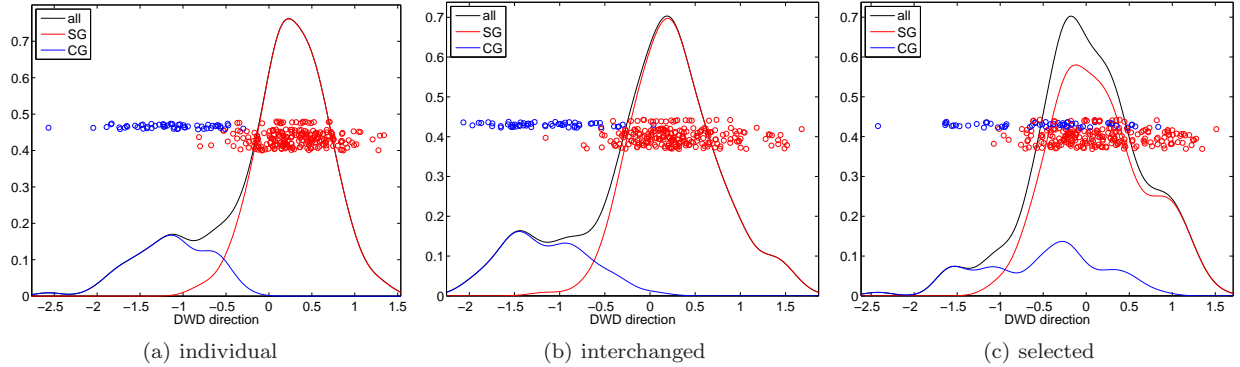 all
SG
CG
0.7
0.6
0.5
0.4
0.3
0.2
0.1
0
−2.5 −2 −1.5 −1 −0.5 0 0.5 1 1.5
DWD direction
(a) individual
all
SG
CG
0.7
0.6
0.5
0.4
0.3
0.2
0.1
0
−2 −1.5 −1 −0.5 0 0.5 1 1.5
DWD direction
(b) interchanged
all
SG
CG
0.7
0.6
0.5
0.4
0.3
0.2
0.1
0
−2.5 −2 −1.5 −1 −0.5 0 0.5 1 1.5
DWD direction
(c) selected